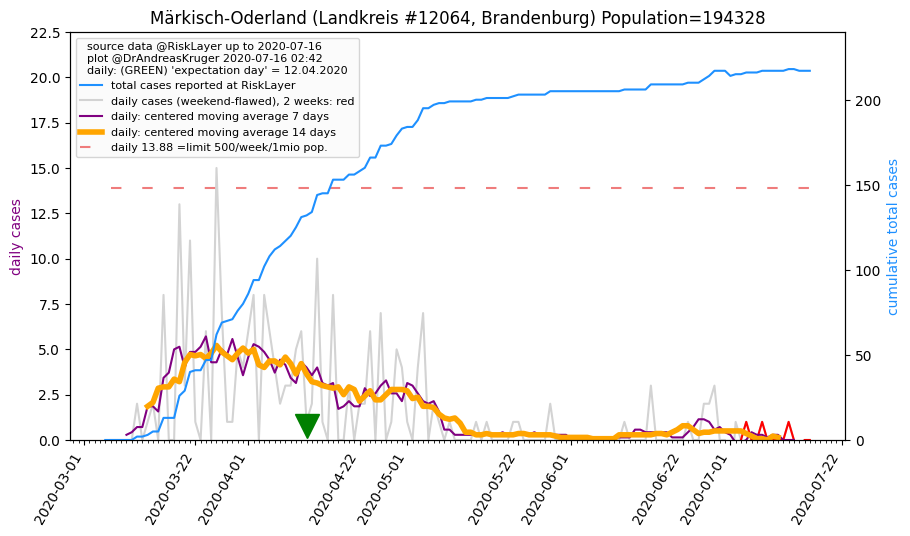 Märkisch-Oderland (Landkreis #12064, Brandenburg) Population=194328
source data @RiskLayer up to 2020-07-16
plot @DrAndreasKruger 2020-07-16 02:42
daily: (GREEN) 'expectation day' = 12.04.2020
total cases reported at RiskLayer
daily cases (weekend-flawed), 2 weeks: red
daily: centered moving average 7 days
daily: centered moving average 14 days
daily 13.88 =limit 500/week/1mio pop.
daily cases
22.5
20.0
17.5
15.0
12.5
10.0
7.5
5.0
2.5
0.0
cumulative total cases
200
150
100
50
0
2020-03-01
2020-03-22
2020-04-01
2020-04-22
2020-05-01
2020-05-22
2020-06-01
2020-06-22
2020-07-01
2020-07-22